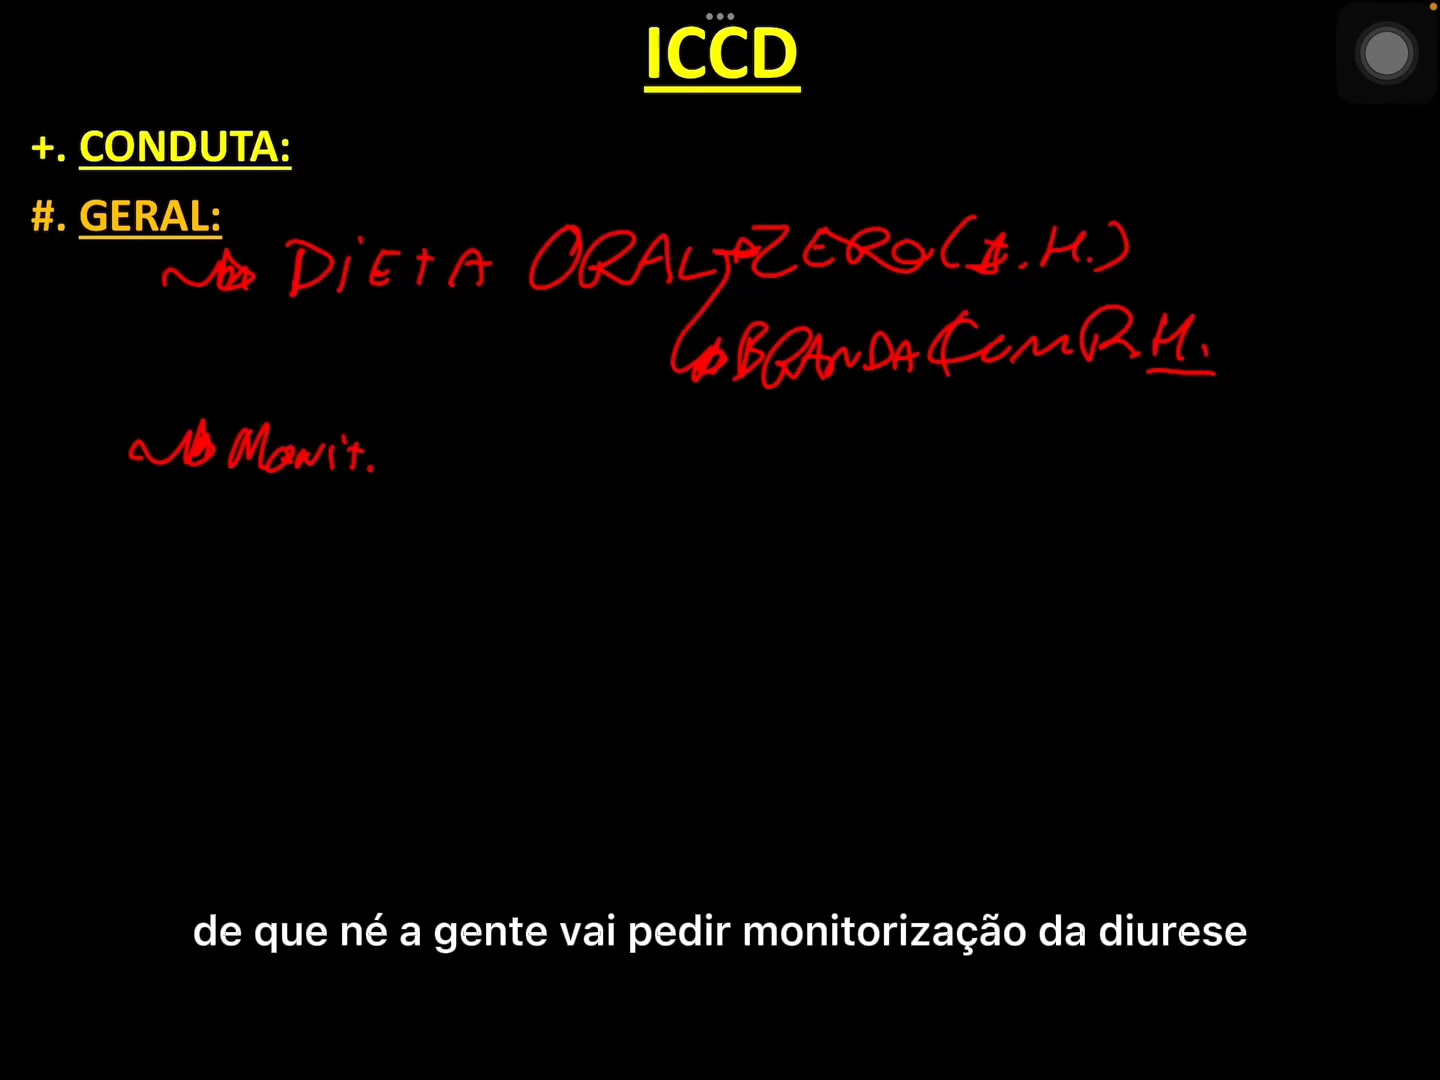 ICCD
+. CONDUTA:
#. GERAL:
DIETA ORAL ZERO (I.H.)
BRANDA COM R.H.
Monit.
de que né a gente vai pedir monitorização da diurese